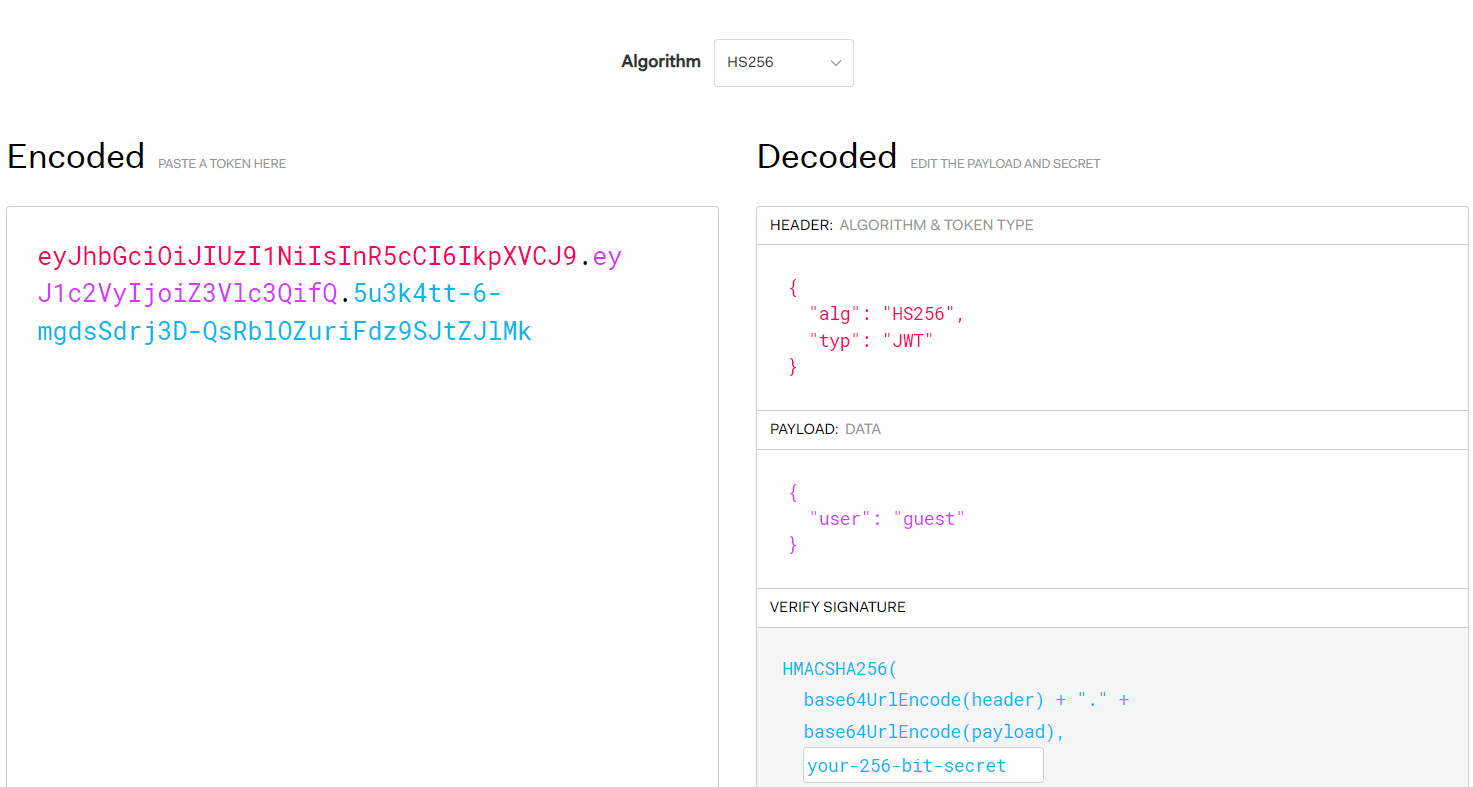 Algorithm HS256
Encoded PASTE A TOKEN HERE
eyJhbGciOiJIUzI1NiIsInR5cCI6IkpXVCJ9.ey
J1c2VyIjoiZ3Vlc3QifQ.5u3k4tt-6-
mgdsSdrj3D-QsRblOZuriFdz9SJtZJlMk
Decoded EDIT THE PAYLOAD AND SECRET
HEADER: ALGORITHM & TOKEN TYPE
{
"alg": "HS256",
"typ": "JWT"
}
PAYLOAD: DATA
{
"user": "guest"
}
VERIFY SIGNATURE
HMACSHA256(
base64UrlEncode(header) + "." +
base64UrlEncode(payload),
your-256-bit-secret